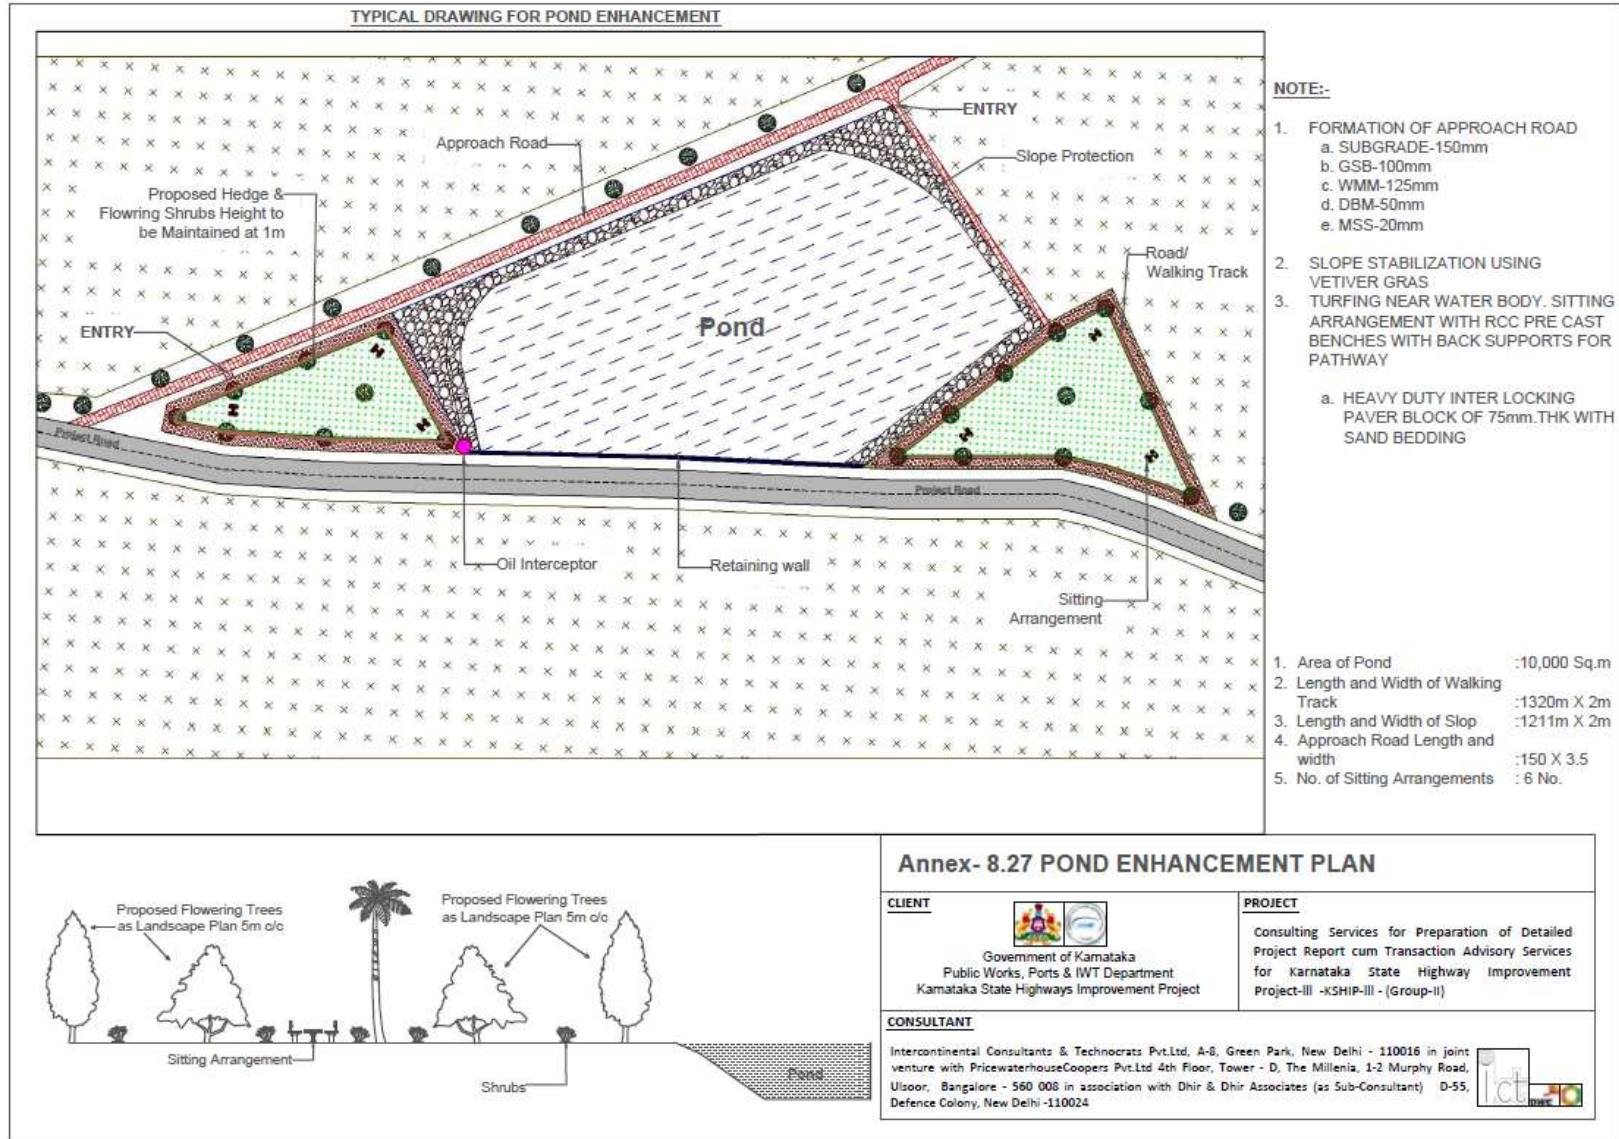 TYPICAL DRAWING FOR POND ENHANCEMENT
ENTRY
Approach Road
Slope Protection
Proposed Hedge &
Flowring Shrubs Height to
be Maintained at 1m
Road/
Walking Track
Pond
ENTRY
Project Road
Project Road
Oil Interceptor
Retaining wall
Sitting
Arrangement
NOTE:-
1. FORMATION OF APPROACH ROAD
a. SUBGRADE-150mm
b. GSB-100mm
c. WMM-125mm
d. DBM-50mm
e. MSS-20mm
2. SLOPE STABILIZATION USING
VETIVER GRAS
3. TURFING NEAR WATER BODY. SITTING
ARRANGEMENT WITH RCC PRE CAST
BENCHES WITH BACK SUPPORTS FOR
PATHWAY
a. HEAVY DUTY INTER LOCKING
PAVER BLOCK OF 75mm.THK WITH
SAND BEDDING
1. Area of Pond :10,000 Sq.m
2. Length and Width of Walking
Track :1320m X 2m
3. Length and Width of Slop :1211m X 2m
4. Approach Road Length and
width :150 X 3.5
5. No. of Sitting Arrangements : 6 No.
Proposed Flowering Trees
as Landscape Plan 5m c/c
Proposed Flowering Trees
as Landscape Plan 5m c/c
Sitting Arrangement
Shrubs
Pond
Annex- 8.27 POND ENHANCEMENT PLAN
CLIENT
Government of Karnataka
Public Works, Ports & IWT Department
Karnataka State Highways Improvement Project
PROJECT
Consulting Services for Preparation of Detailed
Project Report cum Transaction Advisory Services
for Karnataka State Highway Improvement
Project-III -KSHIP-III - (Group-II)
CONSULTANT
Intercontinental Consultants & Technocrats Pvt.Ltd, A-8, Green Park, New Delhi - 110016 in joint
venture with PricewaterhouseCoopers Pvt.Ltd 4th Floor, Tower - D, The Millenia, 1-2 Murphy Road,
Ulsoor, Bangalore - 560 008 in association with Dhir & Dhir Associates (as Sub-Consultant) D-55,
Defence Colony, New Delhi -110024
ict